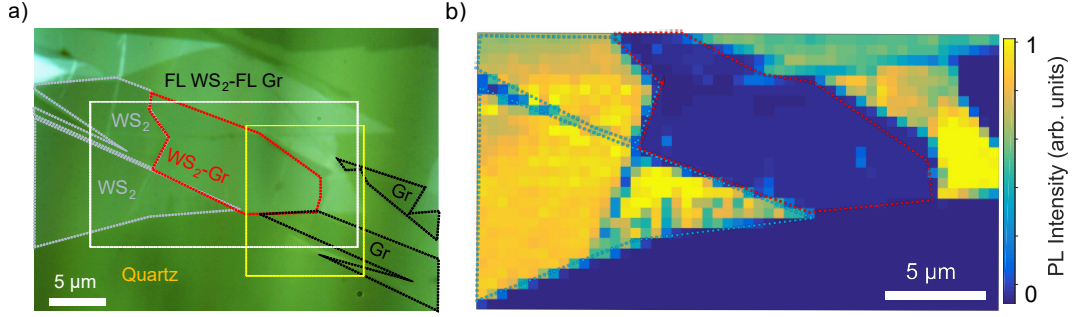 a)
FL WS2-FL Gr
WS2
WS2-Gr
WS2
Gr
Gr
Quartz
5 μm
b)
5 μm
1
PL Intensity (arb. units)
0